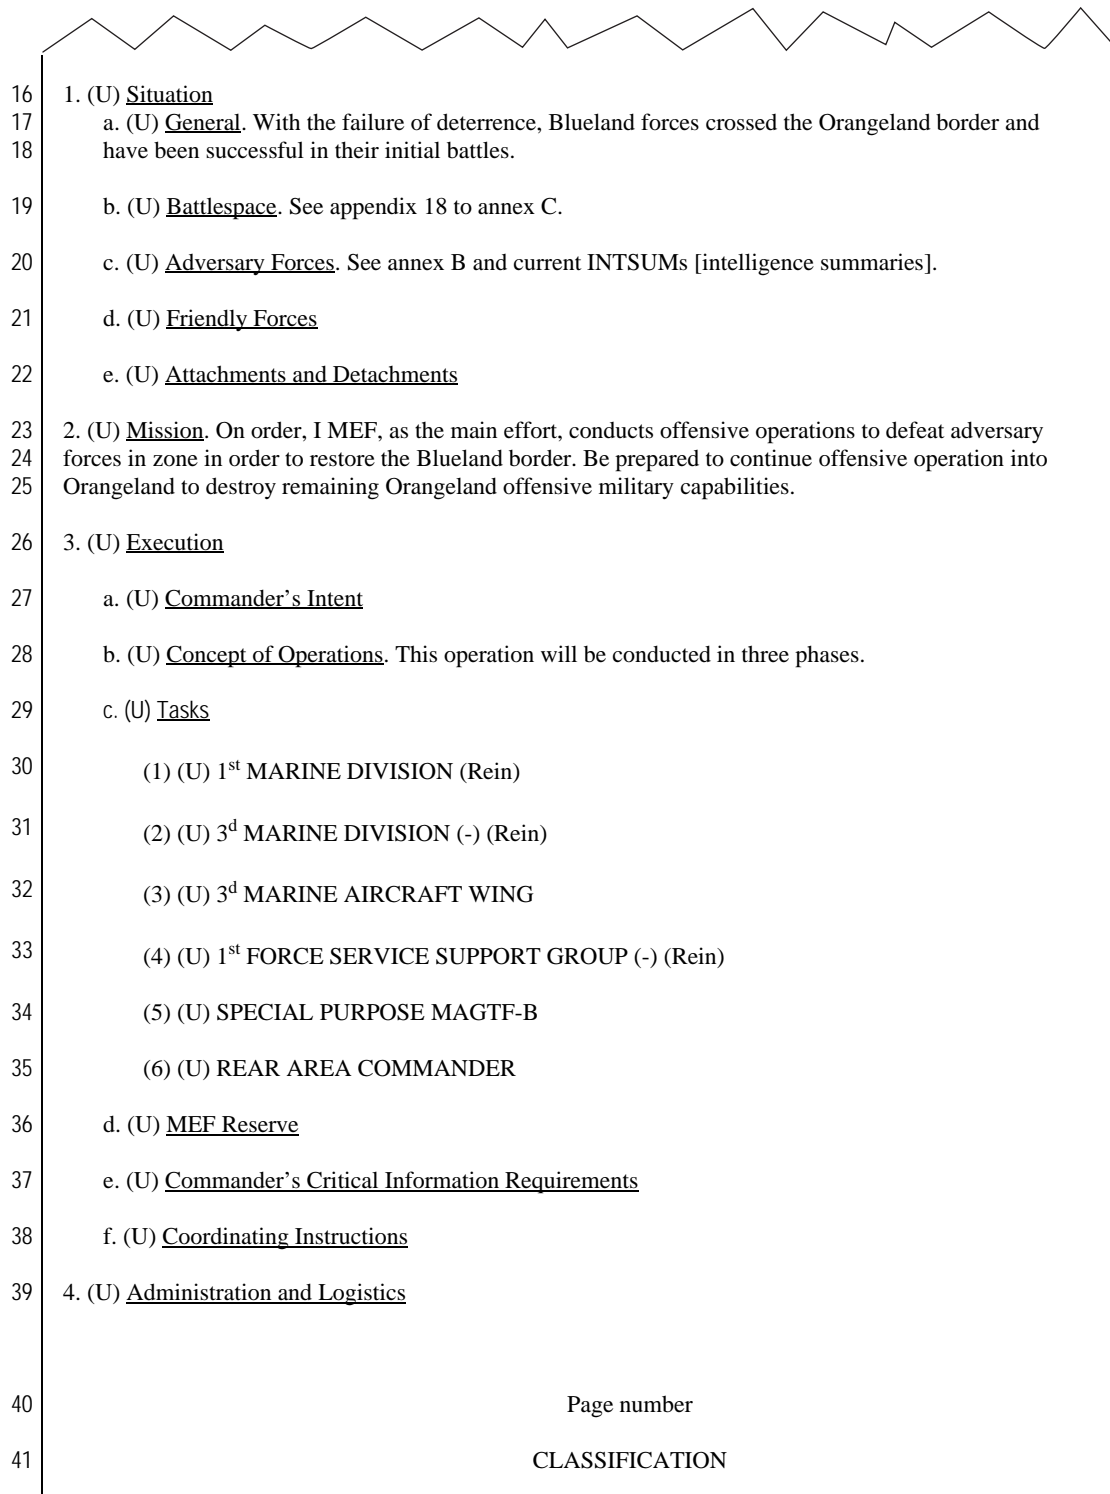 16 1. (U) Situation
17 a. (U) General. With the failure of deterrence, Blueland forces crossed the Orangeland border and
18 have been successful in their initial battles.
19 b. (U) Battlespace. See appendix 18 to annex C.
20 c. (U) Adversary Forces. See annex B and current INTSUMs [intelligence summaries].
21 d. (U) Friendly Forces
22 e. (U) Attachments and Detachments
23 2. (U) Mission. On order, I MEF, as the main effort, conducts offensive operations to defeat adversary
24 forces in zone in order to restore the Blueland border. Be prepared to continue offensive operation into
25 Orangeland to destroy remaining Orangeland offensive military capabilities.
26 3. (U) Execution
27 a. (U) Commander’s Intent
28 b. (U) Concept of Operations. This operation will be conducted in three phases.
29 c. (U) Tasks
30 (1) (U) 1st MARINE DIVISION (Rein)
31 (2) (U) 3d MARINE DIVISION (-) (Rein)
32 (3) (U) 3d MARINE AIRCRAFT WING
33 (4) (U) 1st FORCE SERVICE SUPPORT GROUP (-) (Rein)
34 (5) (U) SPECIAL PURPOSE MAGTF-B
35 (6) (U) REAR AREA COMMANDER
36 d. (U) MEF Reserve
37 e. (U) Commander’s Critical Information Requirements
38 f. (U) Coordinating Instructions
39 4. (U) Administration and Logistics
40 Page number
41 CLASSIFICATION